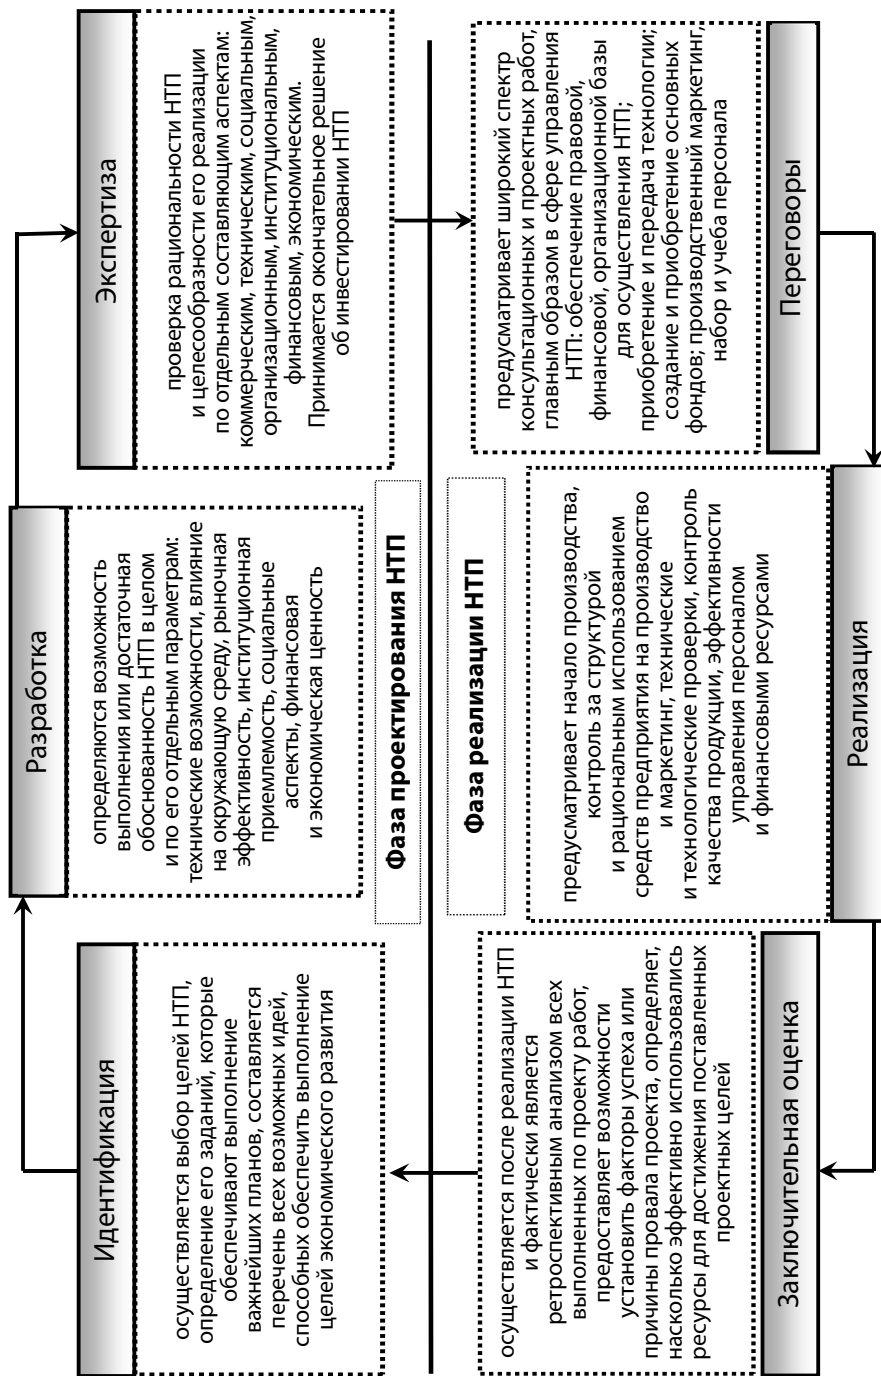 Идентификация
осуществляется выбор целей НТП,
определение его заданий, которые
обеспечивают выполнение
важнейших планов, составляется
перечень всех возможных идей,
способных обеспечить выполнение
целей экономического развития
Разработка
определяются возможность
выполнения или достаточная
обоснованность НТП в целом
и по его отдельным параметрам:
технические возможности, влияние
на окружающую среду, рыночная
эффективность, институционная
приемлемость, социальные
аспекты, финансовая
и экономическая ценность
Экспертиза
проверка рациональности НТП
и целесообразности его реализации
по отдельным составляющим аспектам:
коммерческим, техническим, социальным,
организационным, институциональным,
финансовым, экономическим.
Принимается окончательное решение
об инвестировании НТП
Фаза проектирования НТП
Фаза реализации НТП
осуществляется после реализации НТП
и фактически является
ретроспективным анализом всех
выполненных по проекту работ,
предоставляет возможности
установить факторы успеха или
причины провала проекта, определяет,
насколько эффективно использовались
ресурсы для достижения поставленных
проектных целей
Заключительная оценка
предусматривает начало производства,
контроль за структурой
и рациональным использованием
средств предприятия на производство
и маркетинг, технические
и технологические проверки, контроль
качества продукции, эффективности
управления персоналом
и финансовыми ресурсами
Реализация
предусматривает широкий спектр
консультационных и проектных работ,
главным образом в сфере управления
НТП: обеспечение правовой,
финансовой, организационной базы
для осуществления НТП;
приобретение и передача технологии;
создание и приобретение основных
фондов; производственный маркетинг,
набор и учеба персонала
Переговоры